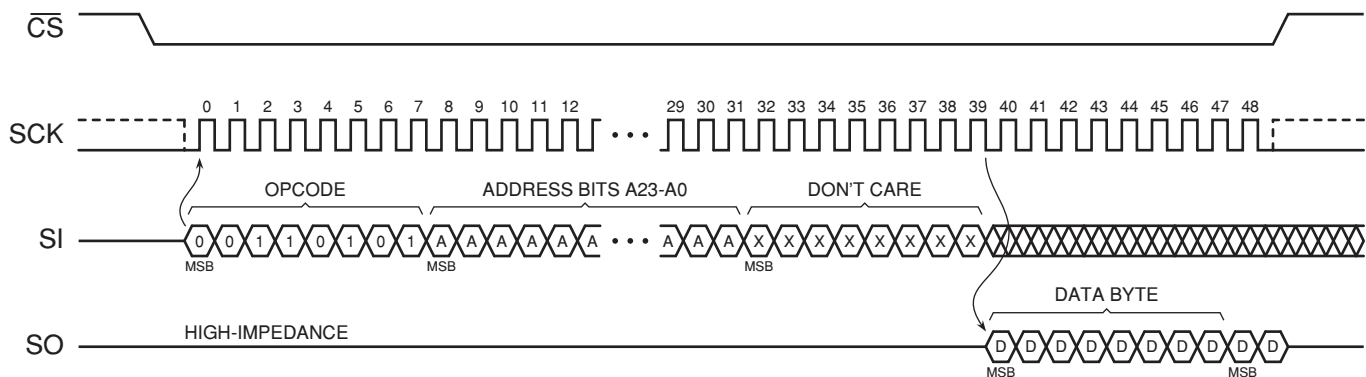 CS
0 1 2 3 4 5 6 7 8 9 10 11 12 29 30 31 32 33 34 35 36 37 38 39 40 41 42 43 44 45 46 47 48
SCK • • •
OPCODE ADDRESS BITS A23-A0 DON'T CARE
SI 0 0 1 1 0 1 0 1 A A A A A A • • • A A A X X X X X X X X
MSB MSB MSB
DATA BYTE
HIGH-IMPEDANCE
SO D D D D D D D D D D
MSB MSB